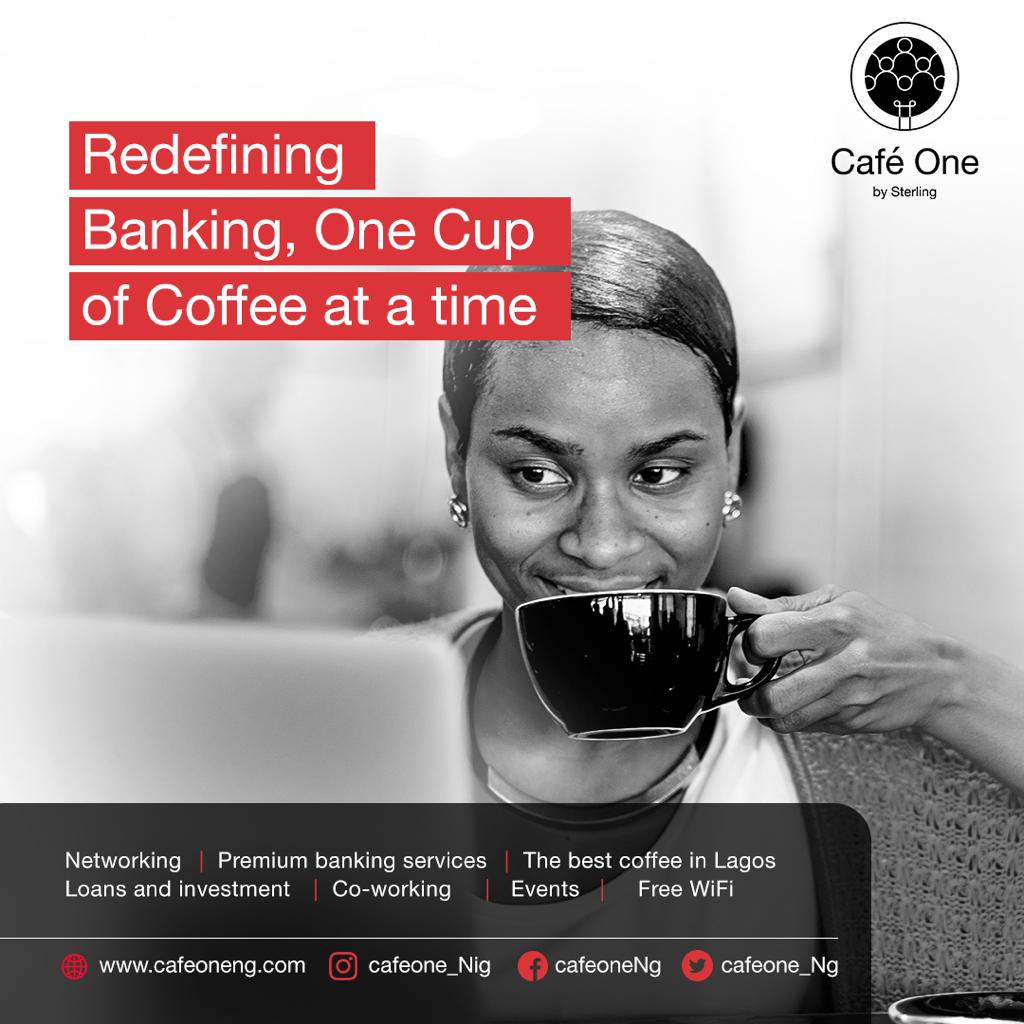 Café One
by Sterling
Redefining
Banking, One Cup
of Coffee at a time
Networking | Premium banking services | The best coffee in Lagos
Loans and investment | Co-working | Events | Free WiFi
www.cafeoneng.com cafeone_Nig cafeoneNg cafeone_Ng